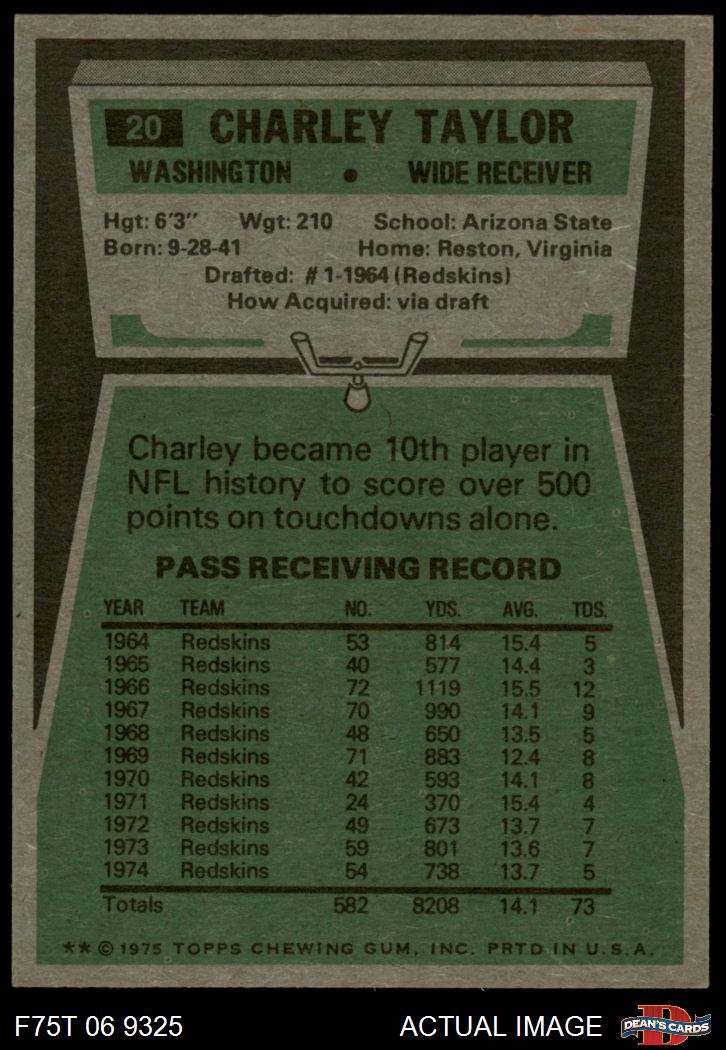 20 CHARLEY TAYLOR
WASHINGTON • WIDE RECEIVER
Hgt: 6'3" Wgt: 210 School: Arizona State
Born: 9-28-41 Home: Reston, Virginia
Drafted: #1-1964 (Redskins)
How Acquired: via draft
Charley became 10th player in
NFL history to score over 500
points on touchdowns alone.
PASS RECEIVING RECORD
YEAR TEAM NO. YDS. AVG. TDS.
1964 Redskins 53 814 15.4 5
1965 Redskins 40 577 14.4 3
1966 Redskins 72 1119 15.5 12
1967 Redskins 70 990 14.1 9
1968 Redskins 48 650 13.5 5
1969 Redskins 71 883 12.4 8
1970 Redskins 42 593 14.1 8
1971 Redskins 24 370 15.4 4
1972 Redskins 49 673 13.7 7
1973 Redskins 59 801 13.6 7
1974 Redskins 54 738 13.7 5
Totals 582 8208 14.1 73
** © 1975 TOPPS CHEWING GUM, INC. PRTD IN U.S.A.
F75T 06 9325 ACTUAL IMAGE D DEAN'S CARDS